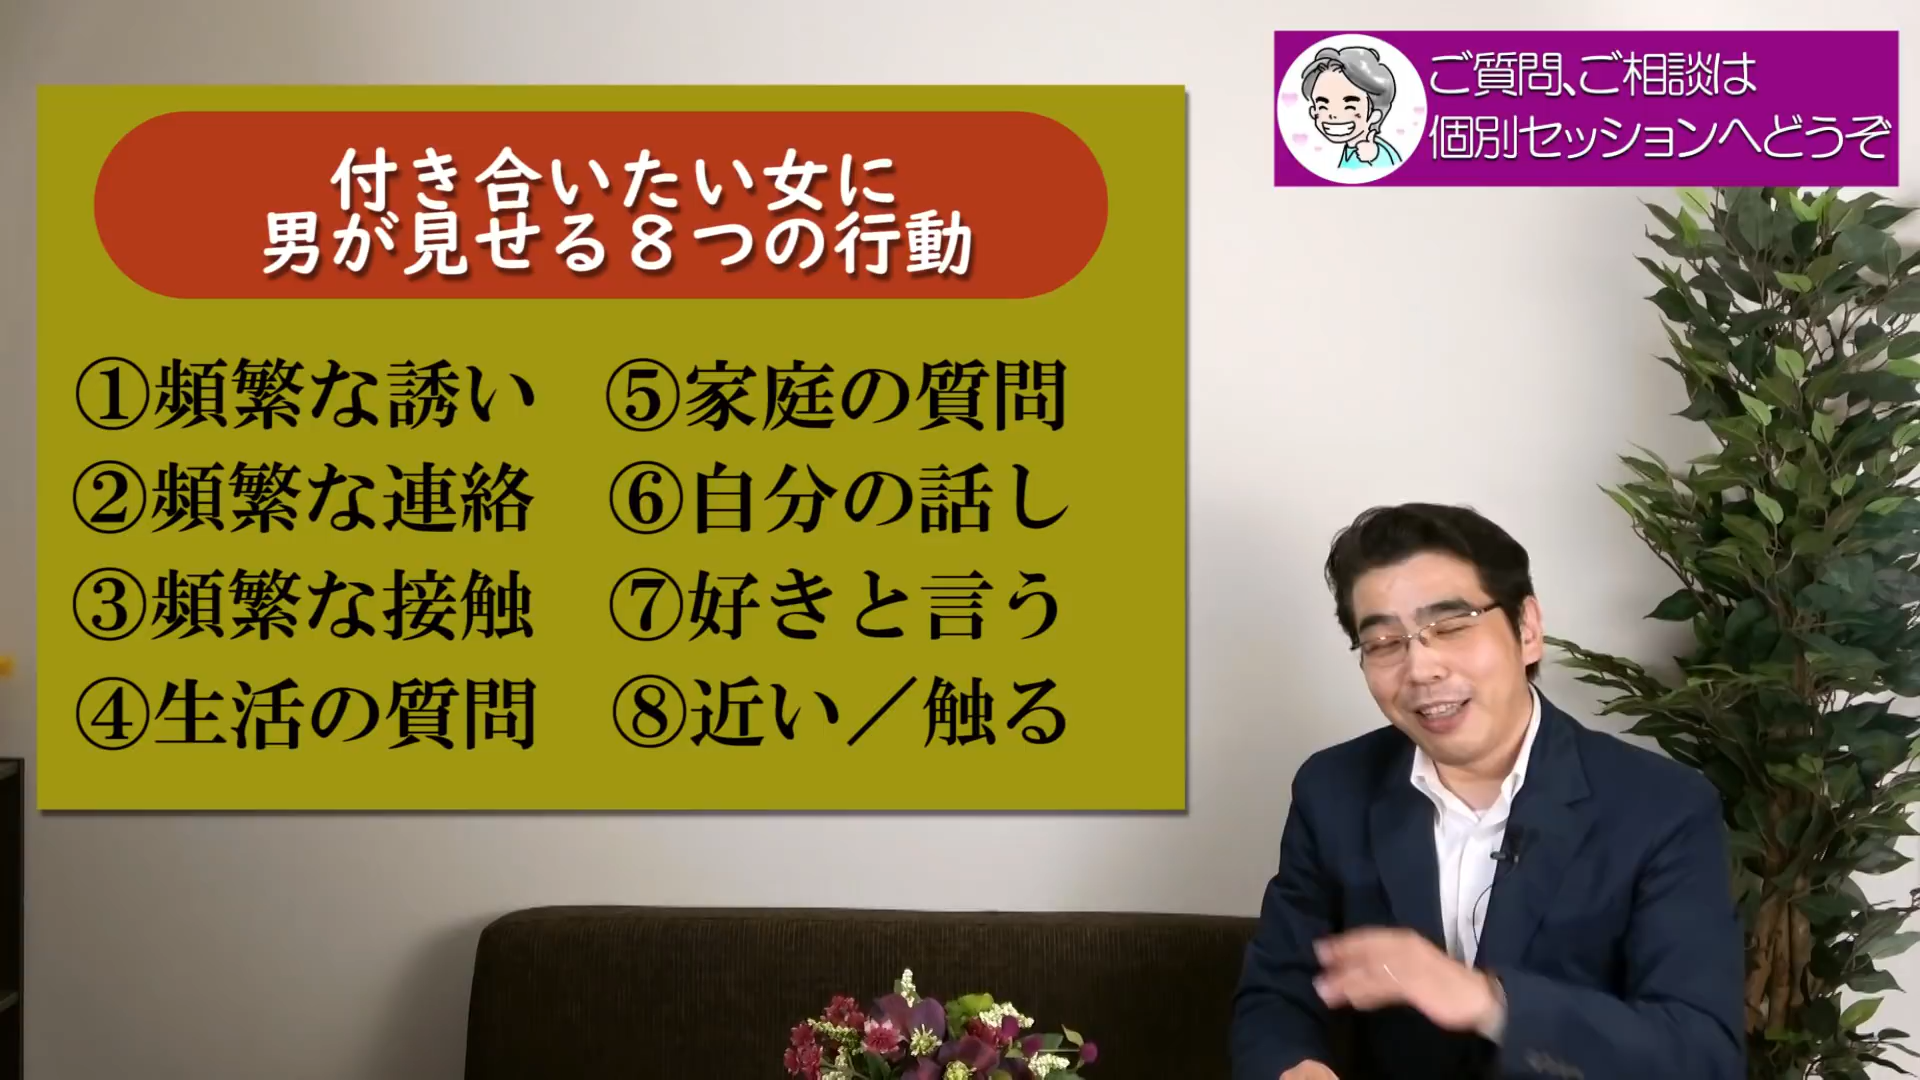 付き合いたい女に
男が見せる８つの行動
①頻繁な誘い
②頻繁な連絡
③頻繁な接触
④生活の質問
⑤家庭の質問
⑥自分の話し
⑦好きと言う
⑧近い／触る
ご質問、ご相談は
個別セッションへどうぞ